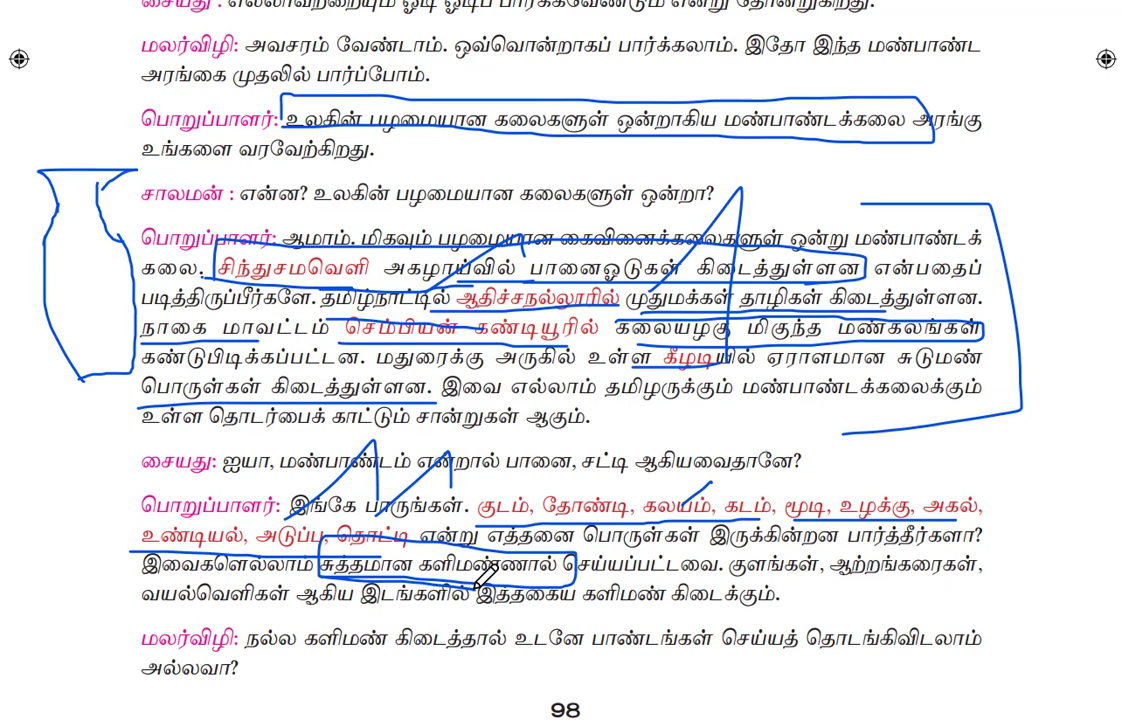 சையது : எல்லாவற்றையும் ஓடி ஓடிப் பார்க்கவேண்டும் என்று தோன்றுகிறது.
மலர்விழி: அவசரம் வேண்டாம். ஒவ்வொன்றாகப் பார்க்கலாம். இதோ இந்த மண்பாண்ட
அரங்கை முதலில் பார்ப்போம்.
பொறுப்பாளர்: உலகின் பழமையான கலைகளுள் ஒன்றாகிய மண்பாண்டக்கலை அரங்கு
உங்களை வரவேற்கிறது.
சாலமன் : என்ன? உலகின் பழமையான கலைகளுள் ஒன்றா?
பொறுப்பாளர்: ஆமாம். மிகவும் பழமையான கைவினைக்கலைகளுள் ஒன்று மண்பாண்டக்
கலை. சிந்துசமவெளி அகழாய்வில் பானைஓடுகள் கிடைத்துள்ளன என்பதைப்
படித்திருப்பீர்களே. தமிழ்நாட்டில் ஆதிச்சநல்லூரில் முதுமக்கள் தாழிகள் கிடைத்துள்ளன.
நாகை மாவட்டம் செம்பியன் கண்டியூரில் கலையழகு மிகுந்த மண்கலங்கள்
கண்டுபிடிக்கப்பட்டன. மதுரைக்கு அருகில் உள்ள கீழடியில் ஏராளமான சுடுமண்
பொருள்கள் கிடைத்துள்ளன. இவை எல்லாம் தமிழருக்கும் மண்பாண்டக்கலைக்கும்
உள்ள தொடர்பைக் காட்டும் சான்றுகள் ஆகும்.
சையது: ஐயா, மண்பாண்டம் என்றால் பானை, சட்டி ஆகியவைதானே?
பொறுப்பாளர்: இங்கே பாருங்கள். குடம், தோண்டி, கலயம், கடம், மூடி, உழக்கு, அகல்,
உண்டியல், அடுப்பு, தொட்டி என்று எத்தனை பொருள்கள் இருக்கின்றன பார்த்தீர்களா?
இவைகளெல்லாம் சுத்தமான களிமண்ணால் செய்யப்பட்டவை. குளங்கள், ஆற்றங்கரைகள்,
வயல்வெளிகள் ஆகிய இடங்களில் இத்தகைய களிமண் கிடைக்கும்.
மலர்விழி: நல்ல களிமண் கிடைத்தால் உடனே பாண்டங்கள் செய்யத் தொடங்கிவிடலாம்
அல்லவா?
98